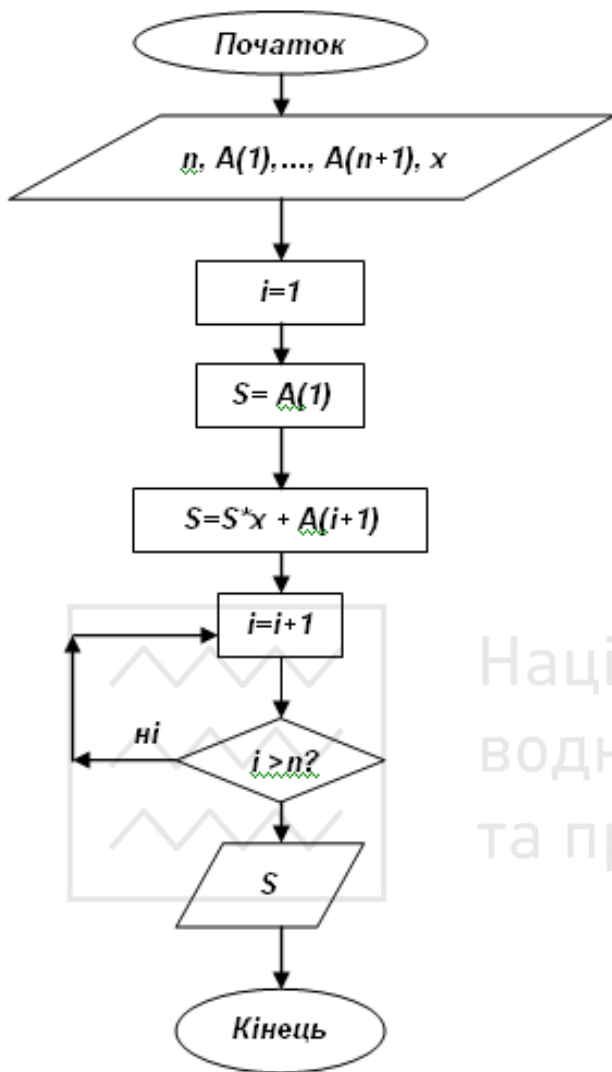 Початок
n, A(1),..., A(n+1), x
i=1
S= A(1)
S=S*x + A(i+1)
i=i+1
ні
i >n?
S
Кінець
Наці
водн
та пр